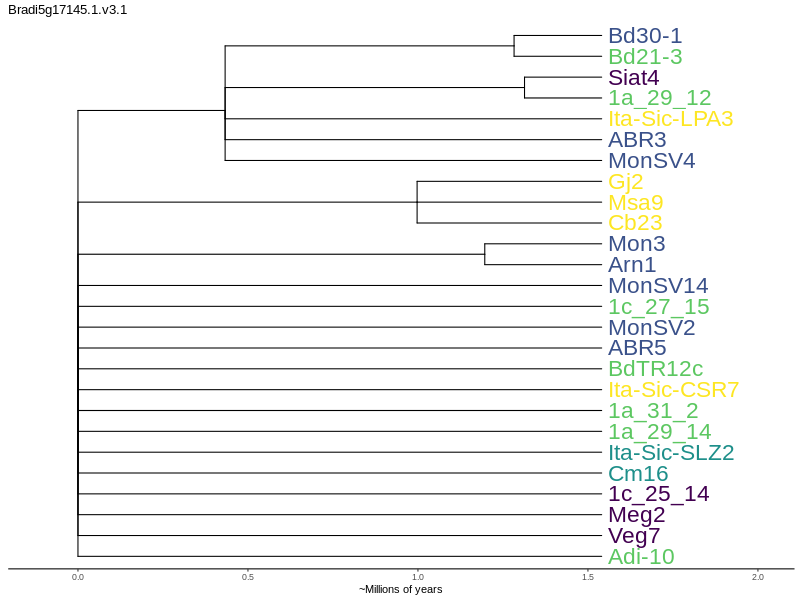 Bradi5g17145.1.v3.1
Bd30-1
Bd21-3
Siat4
1a_29_12
Ita-Sic-LPA3
ABR3
MonSV4
Gj2
Msa9
Cb23
Mon3
Arn1
MonSV14
1c_27_15
MonSV2
ABR5
BdTR12c
Ita-Sic-CSR7
1a_31_2
1a_29_14
Ita-Sic-SLZ2
Cm16
1c_25_14
Meg2
Veg7
Adi-10
0.0 0.5 1.0 1.5 2.0
~Millions of years